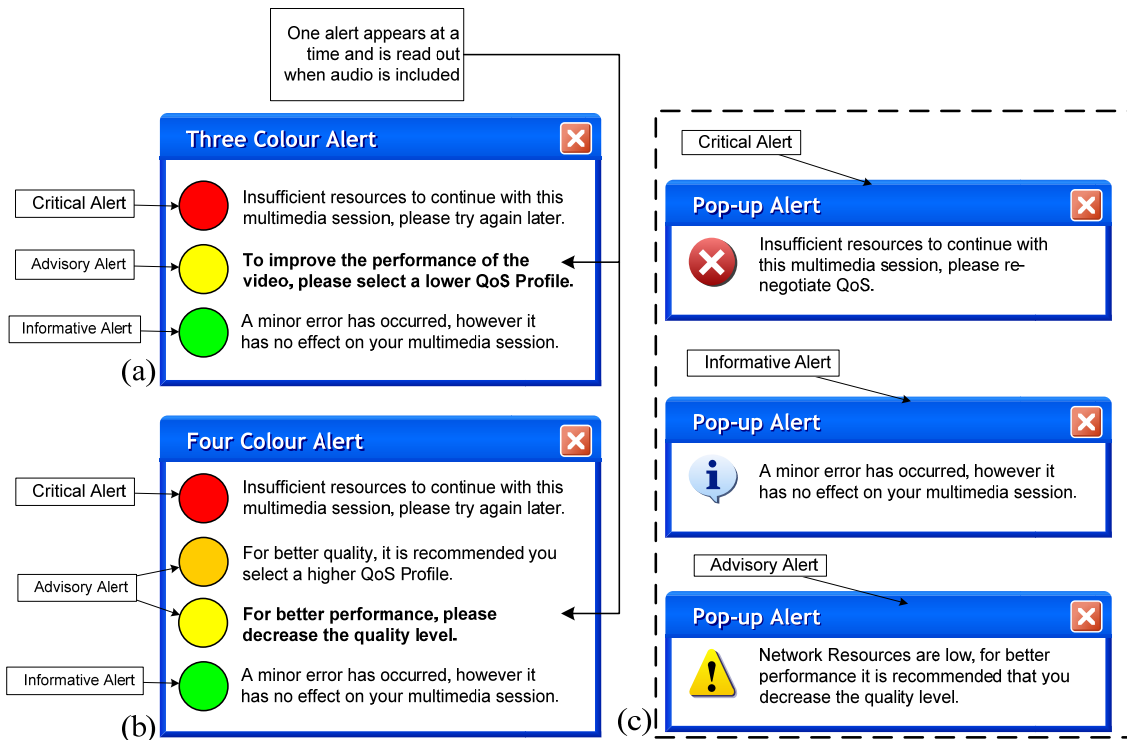 One alert appears at a
time and is read out
when audio is included
Three Colour Alert
Critical Alert
Insufficient resources to continue with this
multimedia session, please try again later.
Advisory Alert
To improve the performance of the
video, please select a lower QoS Profile.
Informative Alert
A minor error has occurred, however it
has no effect on your multimedia session.
(a)
Four Colour Alert
Critical Alert
Insufficient resources to continue with this
multimedia session, please try again later.
For better quality, it is recommended you
select a higher QoS Profile.
Advisory Alert
For better performance, please
decrease the quality level.
Informative Alert
A minor error has occurred, however it
has no effect on your multimedia session.
(b)
Critical Alert
Pop-up Alert
Insufficient resources to continue with
this multimedia session, please re-
negotiate QoS.
Informative Alert
Pop-up Alert
A minor error has occurred, however it
has no effect on your multimedia session.
Advisory Alert
Pop-up Alert
Network Resources are low, for better
performance it is recommended that you
decrease the quality level.
(c)